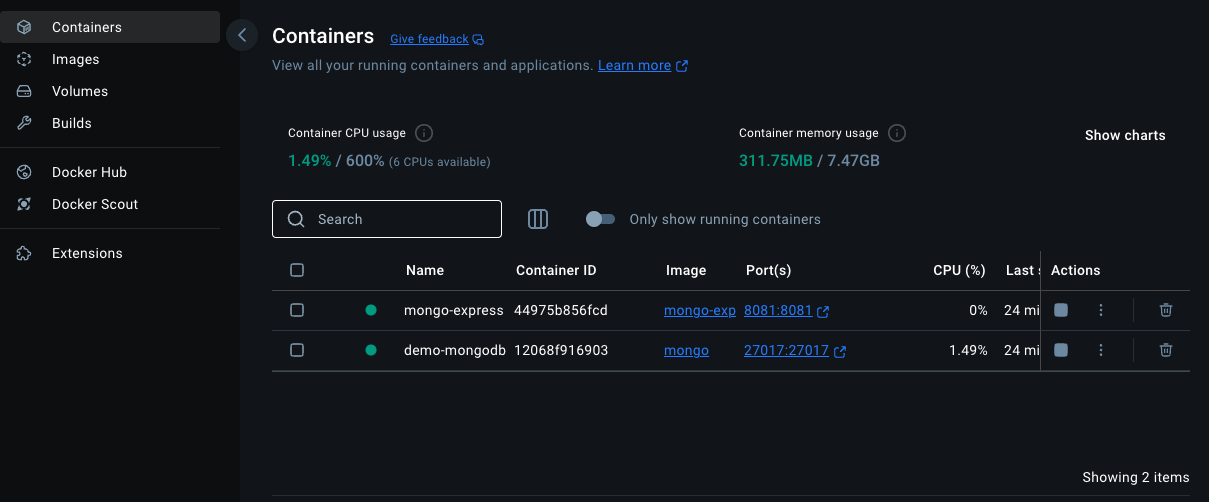 Containers
Images
Volumes
Builds
Docker Hub
Docker Scout
Extensions
Containers Give feedback
View all your running containers and applications. Learn more
Container CPU usage
1.49% / 600% (6 CPUs available)
Container memory usage
311.75MB / 7.47GB
Show charts
Search
Only show running containers
Name Container ID Image Port(s) CPU (%) Last Actions
mongo-express 44975b856fcd mongo-exp 8081:8081 0% 24 mi
demo-mongodb 12068f916903 mongo 27017:27017 1.49% 24 mi
Showing 2 items